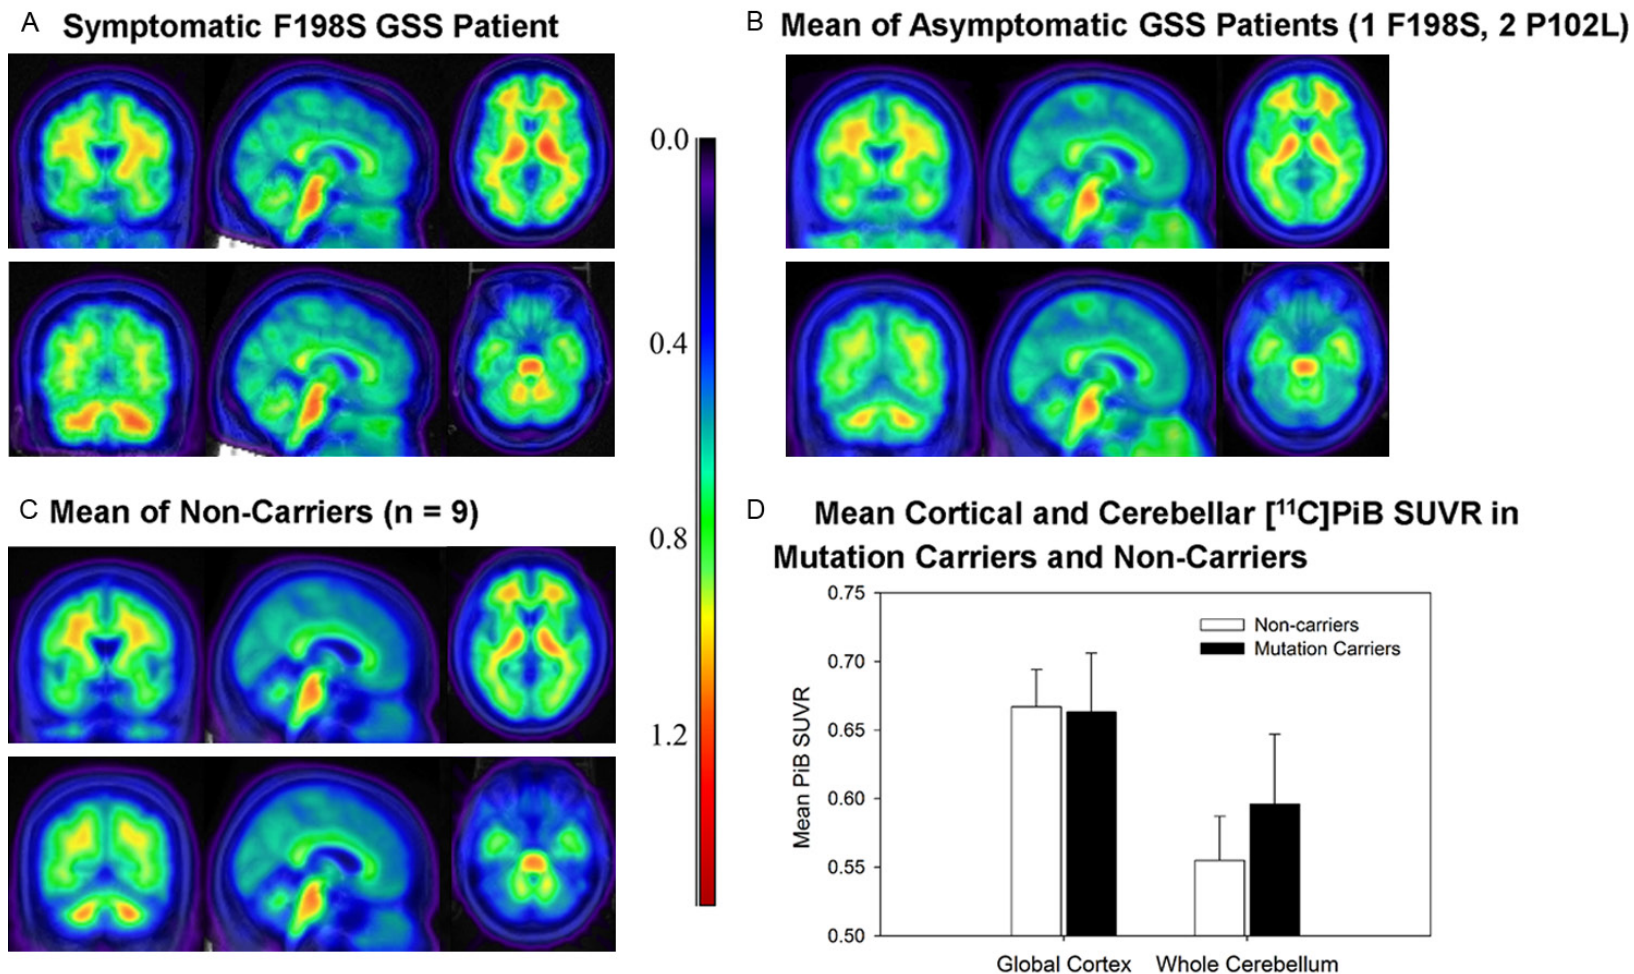 A Symptomatic F198S GSS Patient
B Mean of Asymptomatic GSS Patients (1 F198S, 2 P102L)
0.0
0.4
0.8
1.2
C Mean of Non-Carriers (n = 9)
D Mean Cortical and Cerebellar [¹¹C]PiB SUVR in
Mutation Carriers and Non-Carriers
0.75
0.70
0.65
0.60
0.55
0.50
Mean PiB SUVR
Non-carriers
Mutation Carriers
Global Cortex Whole Cerebellum